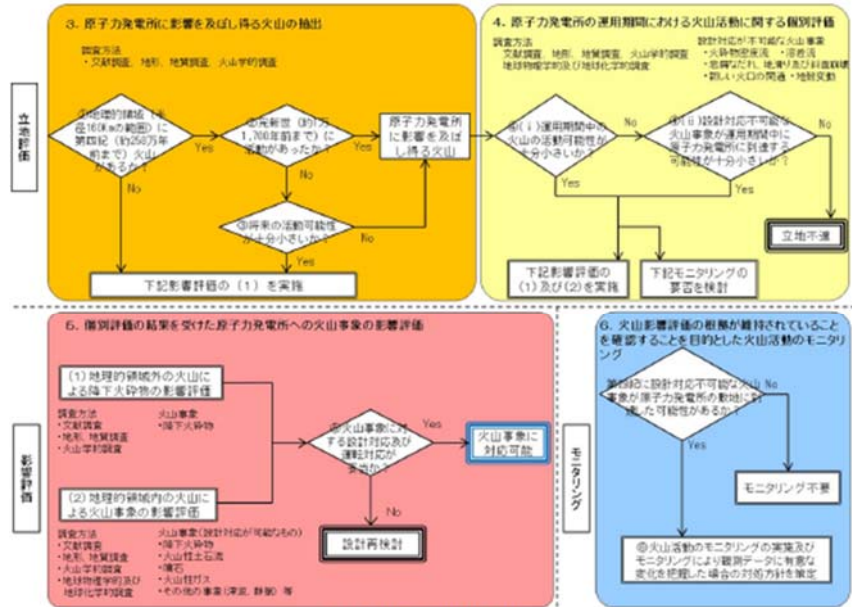 3. 原子力発電所に影響を及ぼし得る火山の抽出
調査方法
・文献調査、地形、地質調査、火山学的調査
立地評価
①地理的領域（半
径160Kmの範囲）に
第四紀（約258万年
前まで）火山
があるか？
Yes
No
②完新世（約1万
1,700年前まで）に
活動があったか？
Yes
No
原子力発電所
に影響を及ぼ
し得る火山
③将来の活動可能性
が十分小さいか？
No
Yes
下記影響評価の（1）を実施
4. 原子力発電所の運用期間における火山活動に関する個別評価
調査方法
・文献調査、地形、地質調査、火山学的調査
地球物理学的及び地球化学的調査
設計対応が不可能な火山事象
・火砕物密度流 ・溶岩流
・岩屑なだれ、地滑り及び斜面崩壊
・新しい火口の開通 ・地殻変動
④(i)運用期間中の
火山の活動可能性が
十分小さいか？
No
Yes
④(ii)設計対応不可能な
火山事象が運用期間中に
原子力発電所に到達する
可能性が十分小さいか？
No
Yes
立地不適
下記影響評価の
(1)及び(2)を実施
下記モニタリングの
要否を検討
5. 個別評価の結果を受けた原子力発電所への火山事象の影響評価
影響評価
(1)地理的領域外の火山に
よる降下火砕物の影響評価
調査方法
・文献調査
・地形、地質調査
・火山学的調査
火山事象
・降下火砕物
火山事象に対
する設計対応及び
運転対応が
妥当か？
Yes
No
火山事象に
対応可能
設計再検討
(2)地理的領域内の火山に
よる火山事象の影響評価
調査方法
・文献調査
・地形、地質調査
・火山学的調査
・地球物理学的及び
地球化学的調査
火山事象(設計対応が可能なもの)
・降下火砕物
・火山性土石流
・噴石
・火山性ガス
・その他の事象(津波、静振) 等
6. 火山影響評価の根拠が維持されていること
を確認することを目的とした火山活動のモニタ
リング
モニタリング
第四紀に設計対応不可能な火山
事象が原子力発電所の敷地に到
達した可能性があるか？
No
Yes
モニタリング不要
⑥火山活動のモニタリングの実施及び
モニタリングにより観測データに有意な
変化を把握した場合の対処方針を策定